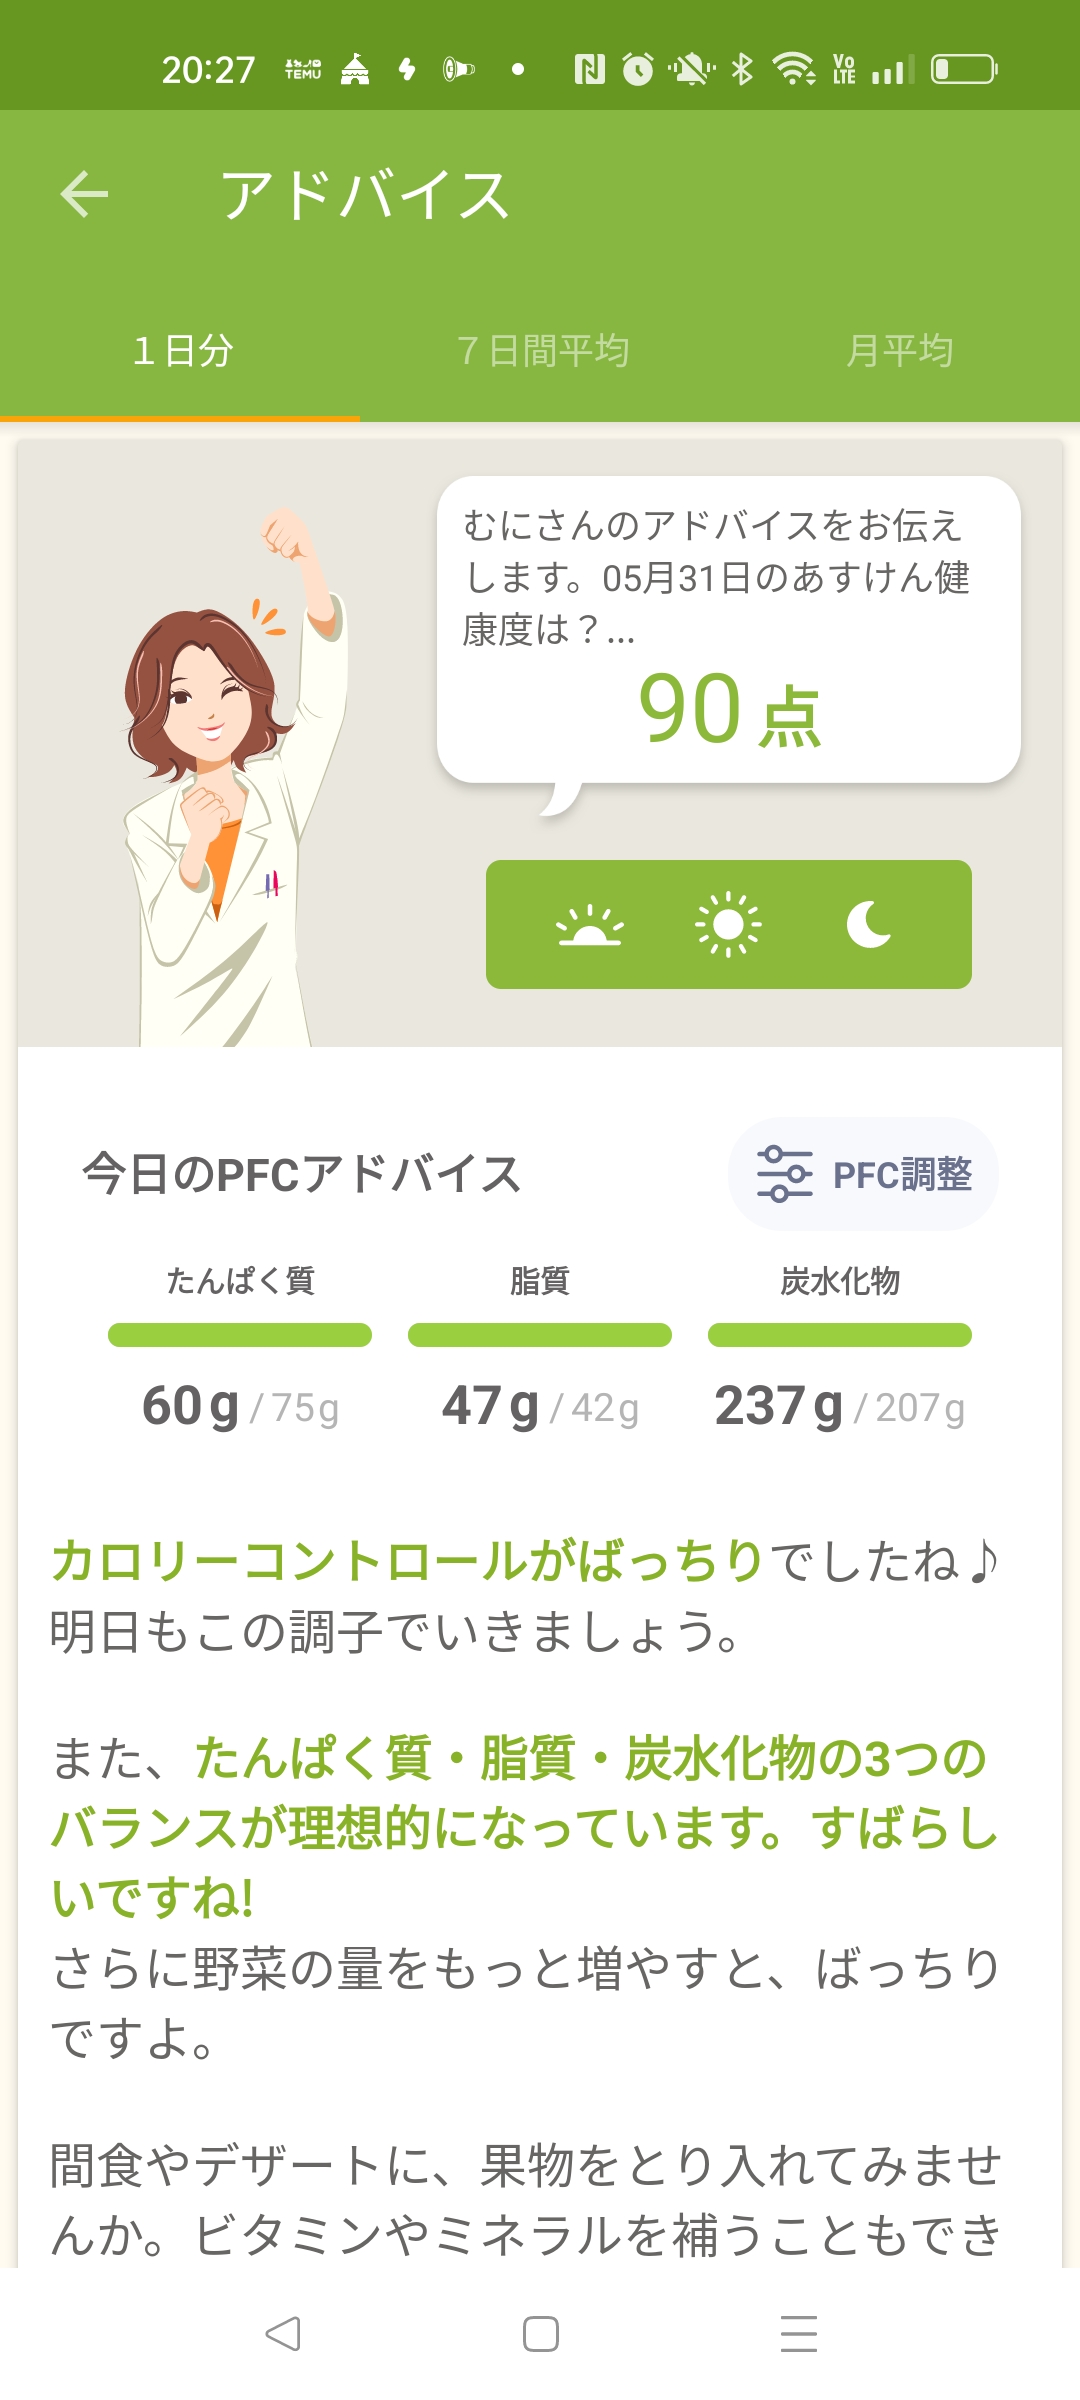 20:27
TEMU
Vo LTE
アドバイス
1日分
7日間平均
月平均
むにさんのアドバイスをお伝え
します。05月31日のあすけん健
康度は？...
90点
今日のPFCアドバイス
PFC調整
たんぱく質
脂質
炭水化物
60g/75g
47g/42g
237g/207g
カロリーコントロールがばっちりでしたね♪
明日もこの調子でいきましょう。
また、たんぱく質・脂質・炭水化物の3つの
バランスが理想的になっています。すばらし
いですね!
さらに野菜の量をもっと増やすと、ばっちり
ですよ。
間食やデザートに、果物をとり入れてみませ
んか。ビタミンやミネラルを補うこともでき